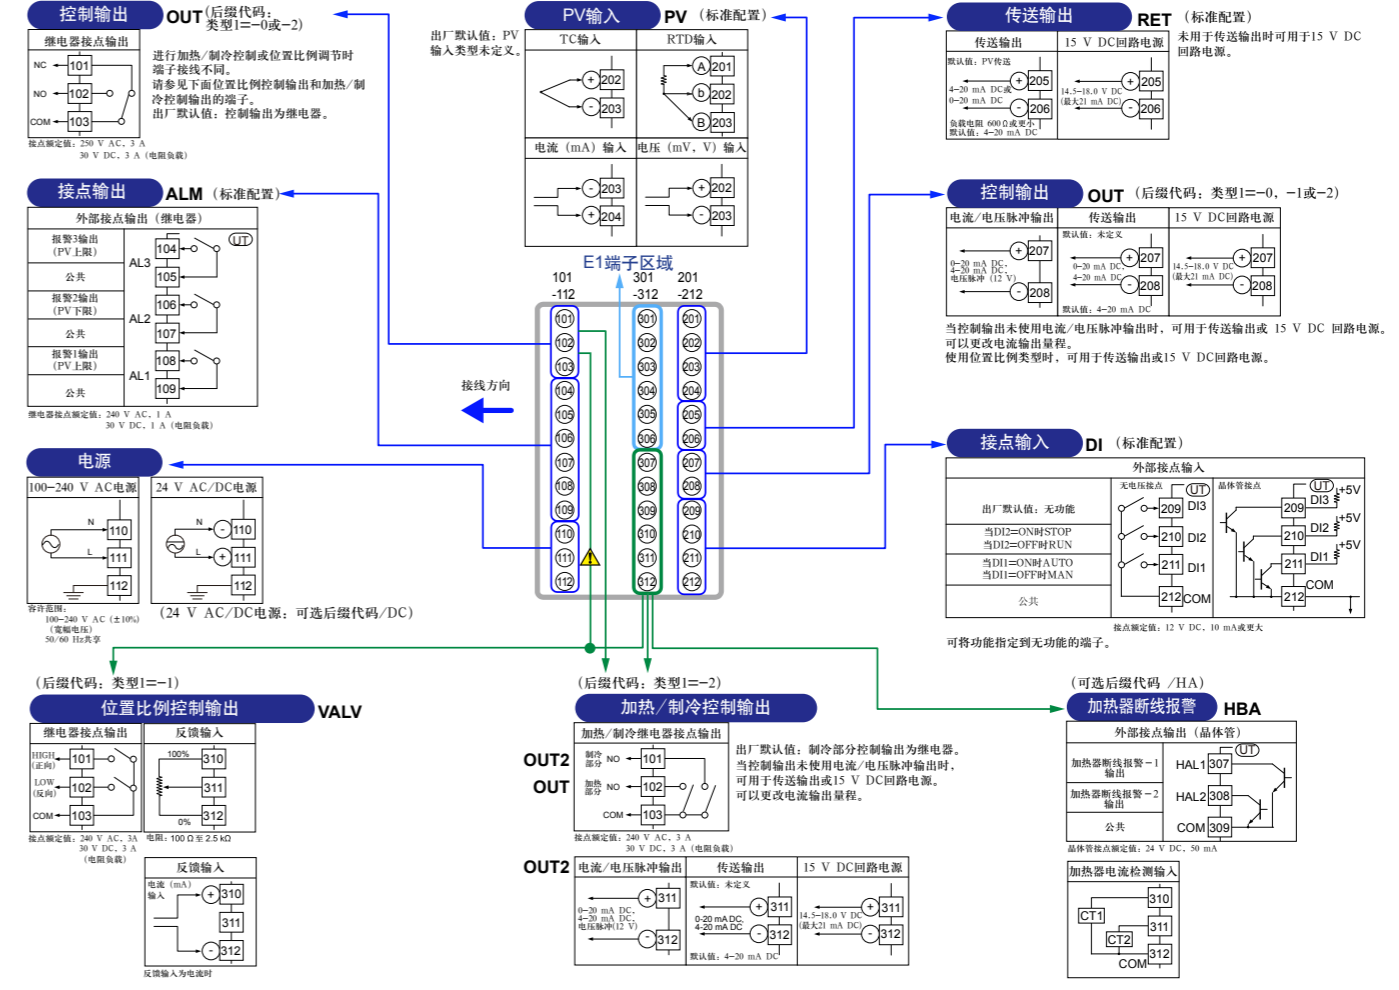 控制输出
OUT
(后缀代码:
类型1=-0或-2)
继电器接点输出
NC
101
NO
102
COM
103
接点额定值: 250 V AC, 3 A
30 V DC, 3 A (电阻负载)
进行加热/制冷控制或位置比例调节时
端子接线不同。
请参见下面位置比例控制输出和加热/制
冷控制输出的端子。
出厂默认值: 控制输出为继电器。
PV输入
PV
(标准配置)
出厂默认值: PV
输入类型未定义。
TC输入
RTD输入
+
202
-
203
A
201
b
202
B
203
电流 (mA) 输入
电压 (mV, V) 输入
-
203
+
204
+
202
-
203
传送输出
RET
(标准配置)
未用于传送输出时可用于15 V DC
回路电源。
传送输出
15 V DC回路电源
默认值: PV传送
4-20 mA DC或
0-20 mA DC
+
205
-
206
负载电阻 600Ω或更小
默认值: 4-20 mA DC
14.5-18.0 V DC
(最大21 mA DC)
+
205
-
206
接点输出
ALM
(标准配置)
外部接点输出 (继电器)
报警3输出
(PV上限)
公共
报警2输出
(PV下限)
公共
报警1输出
(PV上限)
公共
AL3
AL2
AL1
104
105
106
107
108
109
UT
继电器接点额定值: 240 V AC, 1 A
30 V DC, 1 A (电阻负载)
控制输出
OUT
(后缀代码: 类型1=-0, -1或-2)
电流/电压脉冲输出
传送输出
15 V DC回路电源
0-20 mA DC,
4-20 mA DC,
电压脉冲 (12 V)
+
207
-
208
默认值: 未定义
0-20 mA DC,
4-20 mA DC
+
207
-
208
默认值: 4-20 mA DC
14.5-18.0 V DC
(最大21 mA DC)
+
207
-
208
当控制输出未使用电流/电压脉冲输出时, 可用于传送输出或 15 V DC 回路电源。
可以更改电流输出量程。
使用位置比例类型时, 可用于传送输出或15 V DC回路电源。
E1端子区域
101
-112
301
-312
201
-212
101
301
201
102
302
202
103
303
203
104
304
204
105
305
205
106
306
206
107
307
207
108
308
208
109
309
209
110
310
210
111
311
211
112
312
212
接线方向
电源
100-240 V AC电源
24 V AC/DC电源
N
110
L
111
112
N
-
110
L
+
111
112
容许范围:
100-240 V AC (±10%)
(宽幅电压)
50/60 Hz共享
(24 V AC/DC电源: 可选后缀代码/DC)
接点输入
DI
(标准配置)
外部接点输入
出厂默认值: 无功能
当DI2=ON时STOP
当DI2=OFF时RUN
当DI1=ON时AUTO
当DI1=OFF时MAN
公共
无电压接点
UT
209
DI3
210
DI2
211
DI1
212
COM
晶体管接点
UT
209
DI3
+5V
210
DI2
+5V
211
DI1
+5V
212
COM
接点额定值: 12 V DC, 10 mA或更大
可将功能指定到无功能的端子。
(后缀代码: 类型1=-1)
位置比例控制输出
VALV
继电器接点输出
反馈输入
HIGH
(正向)
101
LOW
(反向)
102
COM
103
100%
310
311
0%
312
接点额定值: 240 V AC, 3A
30 V DC, 3 A
(电阻负载)
电阻: 100 Ω 至 2.5 kΩ
反馈输入
电流 (mA)
输入
+
310
311
-
312
反馈输入为电流时
(后缀代码: 类型1=-2)
加热/制冷控制输出
加热/制冷继电器接点输出
OUT2
制冷
部分
NO
101
OUT
加热
部分
NO
102
COM
103
接点额定值: 240 V AC, 3 A
30 V DC, 3 A (电阻负载)
出厂默认值: 制冷部分控制输出为继电器。
当控制输出未使用电流/电压脉冲输出时,
可用于传送输出或15 V DC回路电源。
可以更改电流输出量程。
OUT2
电流/电压脉冲输出
传送输出
15 V DC回路电源
0-20 mA DC,
4-20 mA DC,
电压脉冲(12 V)
+
311
-
312
默认值: 未定义
0-20 mA DC,
4-20 mA DC
+
311
-
312
默认值: 4-20 mA DC
14.5-18.0 V DC
(最大21 mA DC)
+
311
-
312
(可选后缀代码 /HA)
加热器断线报警
HBA
外部接点输出 (晶体管)
加热器断线报警-1
输出
加热器断线报警-2
输出
公共
UT
HAL1
307
HAL2
308
COM
309
晶体管接点额定值: 24 V DC, 50 mA
加热器电流检测输入
310
CT1
311
CT2
312
COM